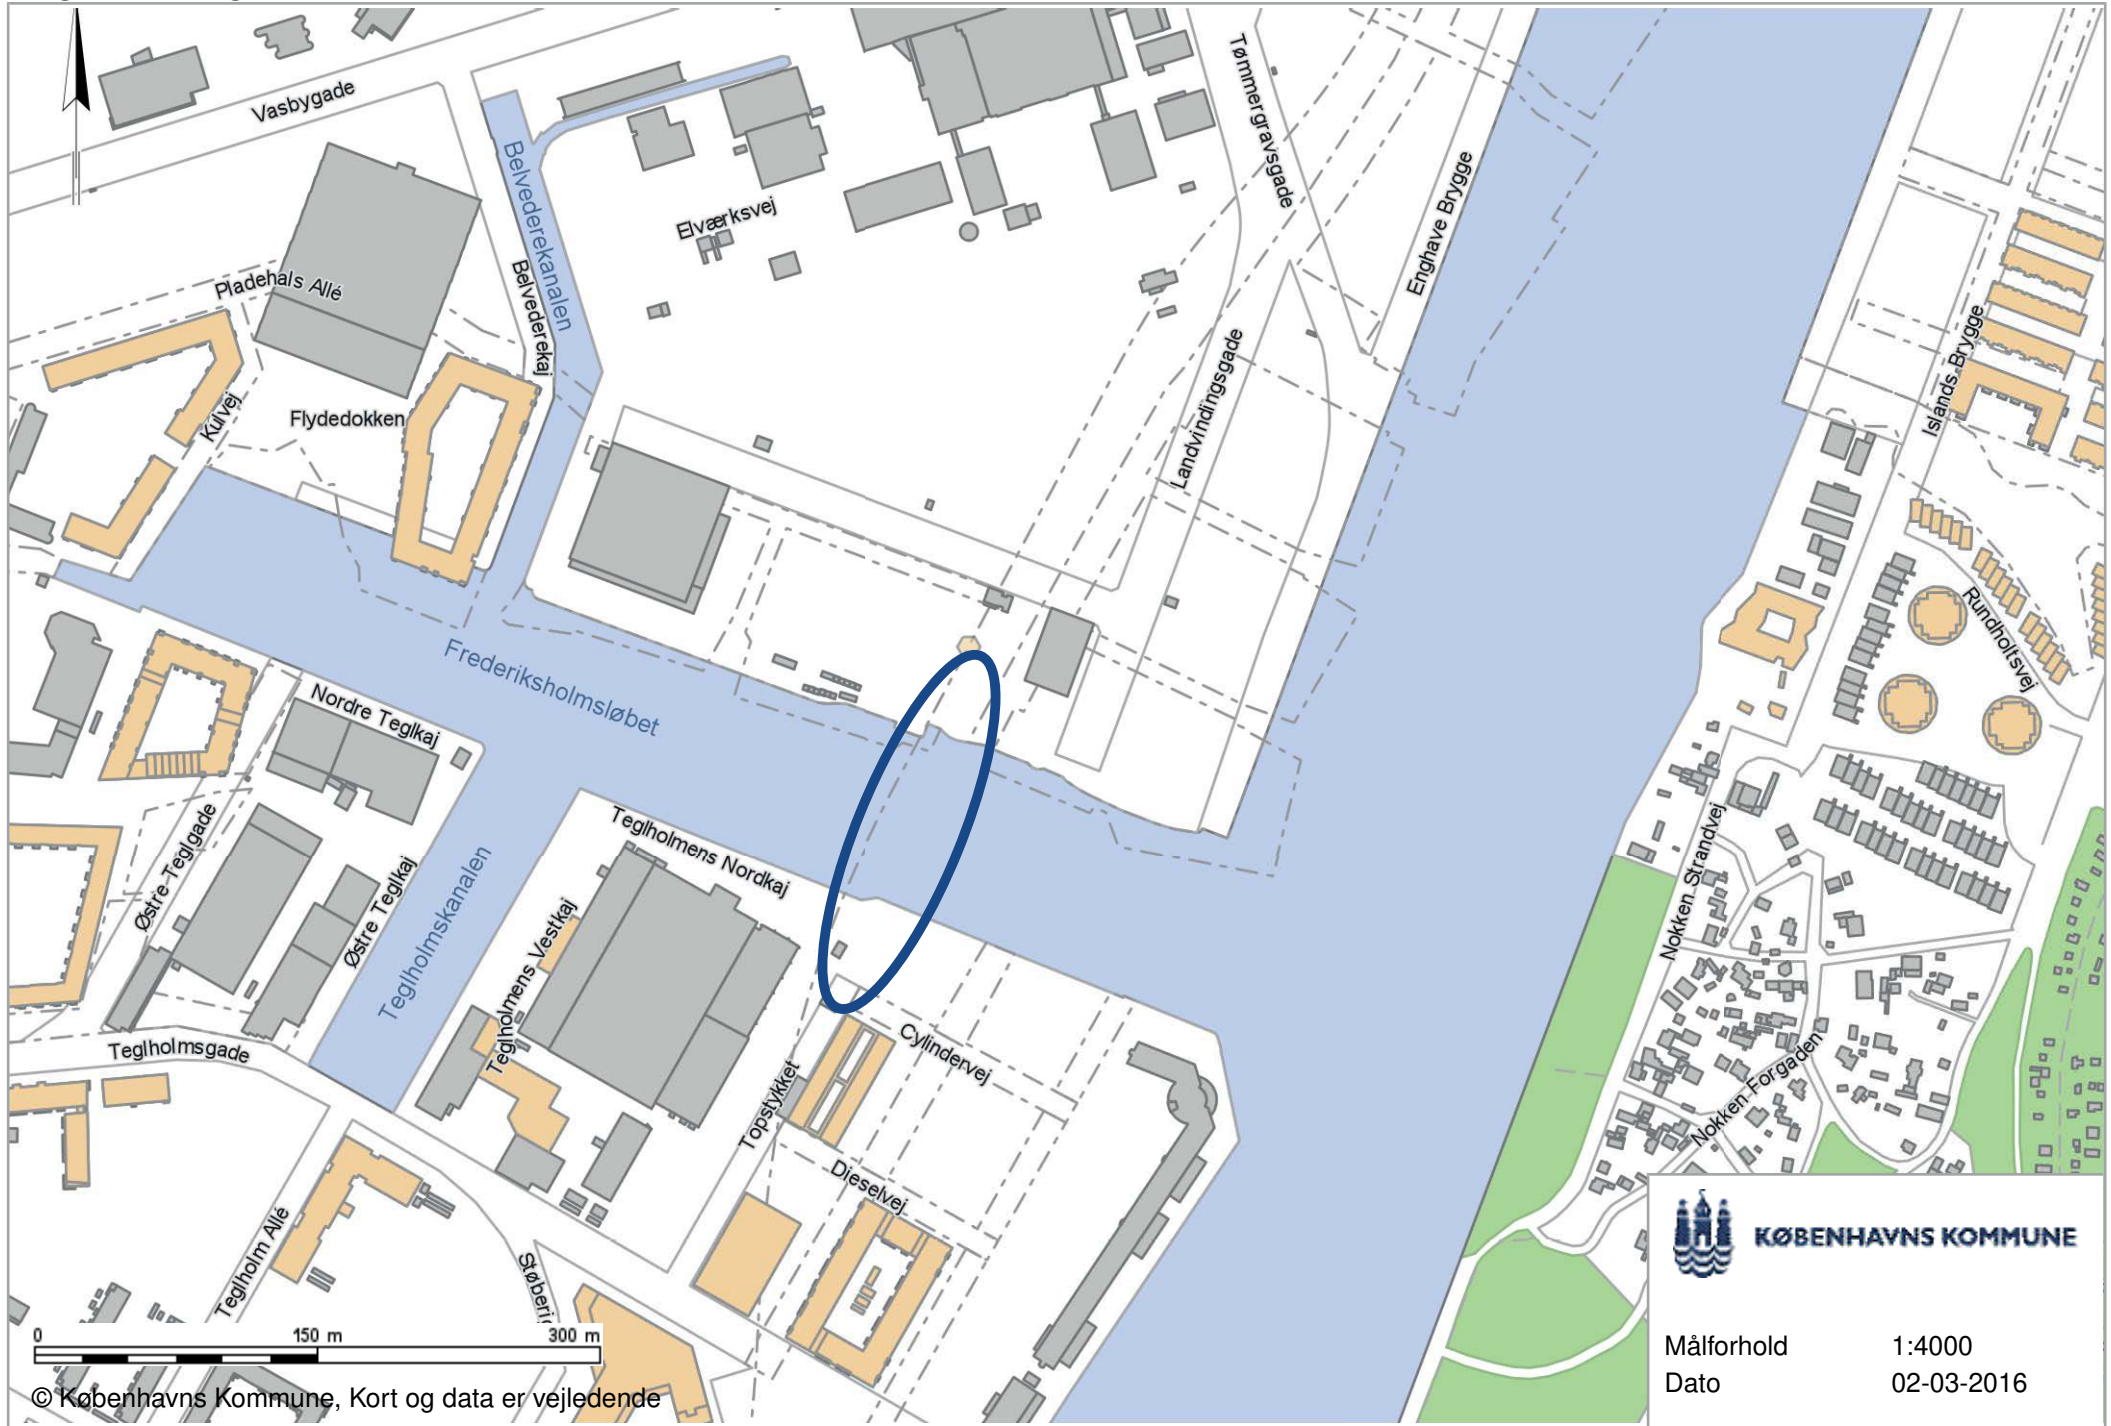 Vasbygade
Tømmergravsgade
Belvederekanalen
Enghave Brygge
Elværksvej
Pladehals Allé
Belvederekaj
Landvindingsgade
Islands Brygge
Kulvej
Flydedokken
Rundholtsvej
Frederiksholmsløbet
Nordre Teglkaj
Teglholmens Nordkaj
Østre Teglgade
Østre Teglkaj
Teglholmskanalen
Teglholmens Vestkaj
Nokken Strandvej
Teglholmsgade
Cylindervej
Topstykket
Nokken Forgaden
Dieselvej
Teglholm Allé
KØBENHAVNS KOMMUNE
0 150 m 300 m
Målforhold 1:4000
Dato 02-03-2016
© Københavns Kommune, Kort og data er vejledende